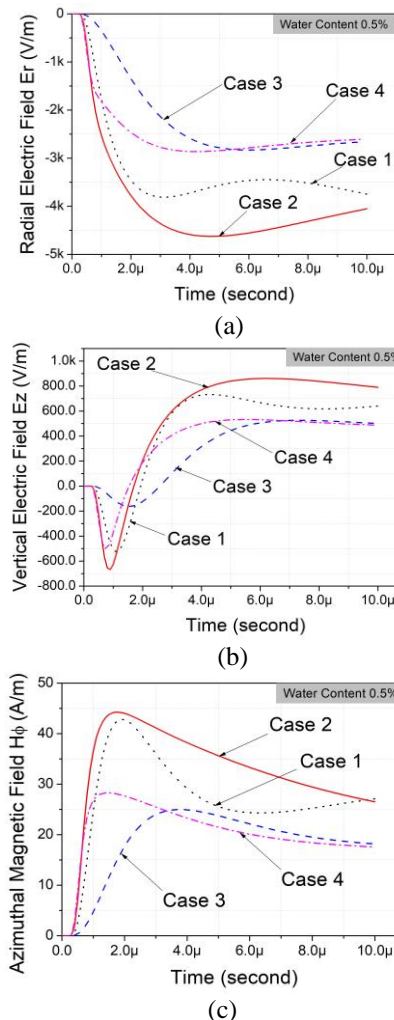 Water Content 0.5%
0
-1k
-2k
-3k
-4k
-5k
Radial Electric Field Er (V/m)
Case 3
Case 4
Case 1
Case 2
0.0 2.0μ 4.0μ 6.0μ 8.0μ 10.0μ
Time (second)
(a)
Water Content 0.5%
1.0k
800.0
600.0
400.0
200.0
0.0
-200.0
-400.0
-600.0
-800.0
Vertical Electric Field Ez (V/m)
Case 2
Case 4
Case 3
Case 1
0.0 2.0μ 4.0μ 6.0μ 8.0μ 10.0μ
Time (second)
(b)
Water Content 0.5%
50
40
30
20
10
0
Azimuthal Magnetic Field Hϕ (A/m)
Case 2
Case 1
Case 3
Case 4
0.0 2.0μ 4.0μ 6.0μ 8.0μ 10.0μ
Time (second)
(c)